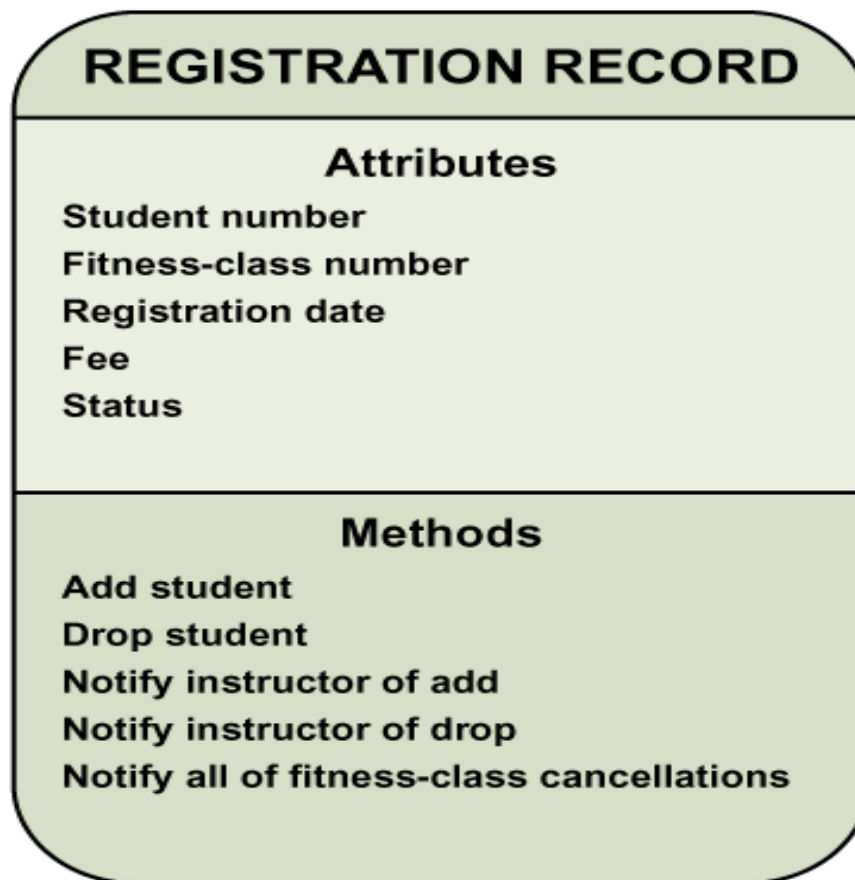 REGISTRATION RECORD
Attributes
Student number
Fitness-class number
Registration date
Fee
Status
Methods
Add student
Drop student
Notify instructor of add
Notify instructor of drop
Notify all of fitness-class cancellations